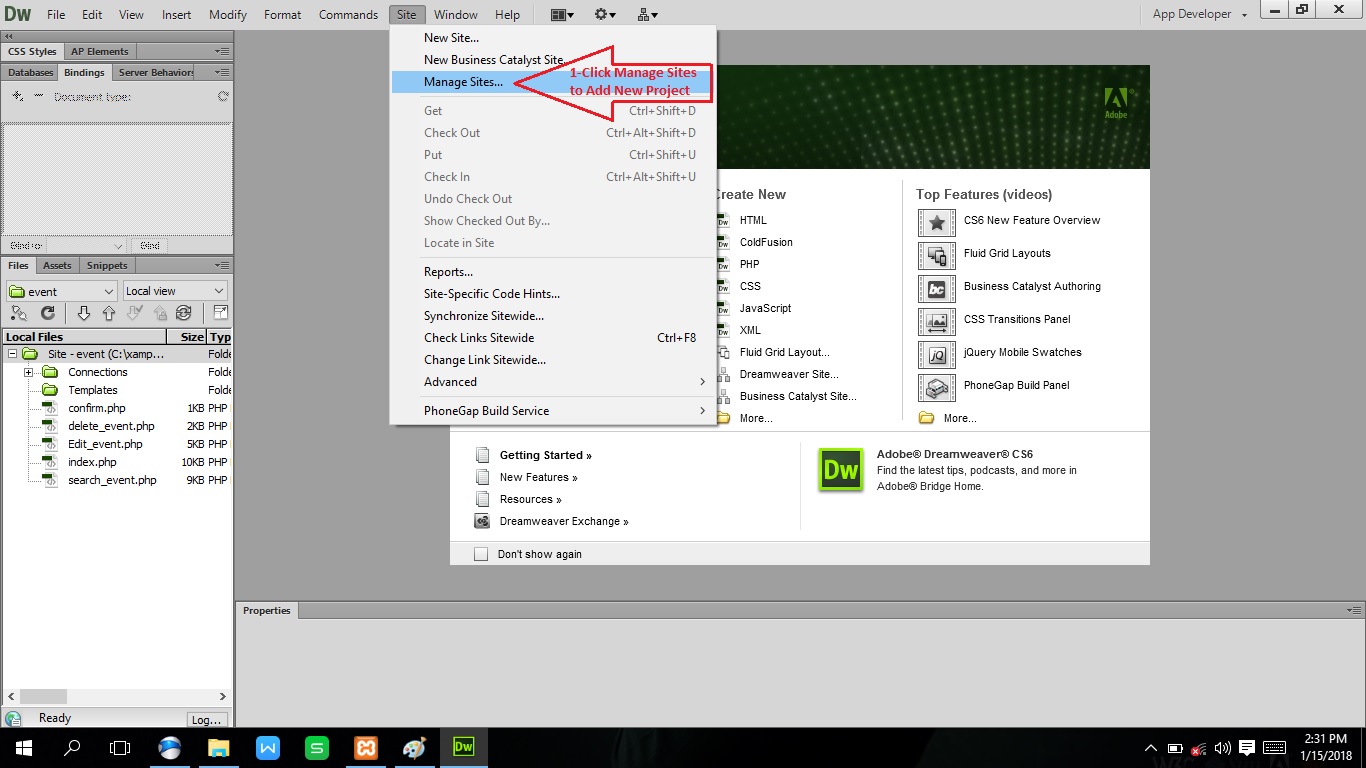 Dw File Edit View Insert Modify Format Commands Site Window Help App Developer
CSS Styles AP Elements
Databases Bindings Server Behaviors
Document type:
Bind to: Bind
Files Assets Snippets
event Local view
Local Files Size Typ
Site - event (C:\xamp... Folde
Connections Folde
Templates Folde
confirm.php 1KB PHP
delete_event.php 2KB PHP
Edit_event.php 5KB PHP
index.php 10KB PHP
search_event.php 9KB PHP
Ready Log...
New Site...
New Business Catalyst Site
Manage Sites...
1-Click Manage Sites
to Add New Project
Get Ctrl+Shift+D
Check Out Ctrl+Alt+Shift+D
Put Ctrl+Shift+U
Check In Ctrl+Alt+Shift+U
Undo Check Out
Show Checked Out By...
Locate in Site
Reports...
Site-Specific Code Hints...
Synchronize Sitewide...
Check Links Sitewide Ctrl+F8
Change Link Sitewide...
Advanced
PhoneGap Build Service
Adobe
Create New
HTML
ColdFusion
PHP
CSS
JavaScript
XML
Fluid Grid Layout...
Dreamweaver Site...
Business Catalyst Site...
More...
Top Features (videos)
CS6 New Feature Overview
Fluid Grid Layouts
bc Business Catalyst Authoring
CSS Transitions Panel
jQ jQuery Mobile Swatches
PhoneGap Build Panel
More...
Getting Started »
New Features »
Resources »
Dreamweaver Exchange »
Dw
Adobe® Dreamweaver® CS6
Find the latest tips, podcasts, and more in
Adobe® Bridge Home.
Don't show again
Properties
W S Dw
2:31 PM
1/15/2018